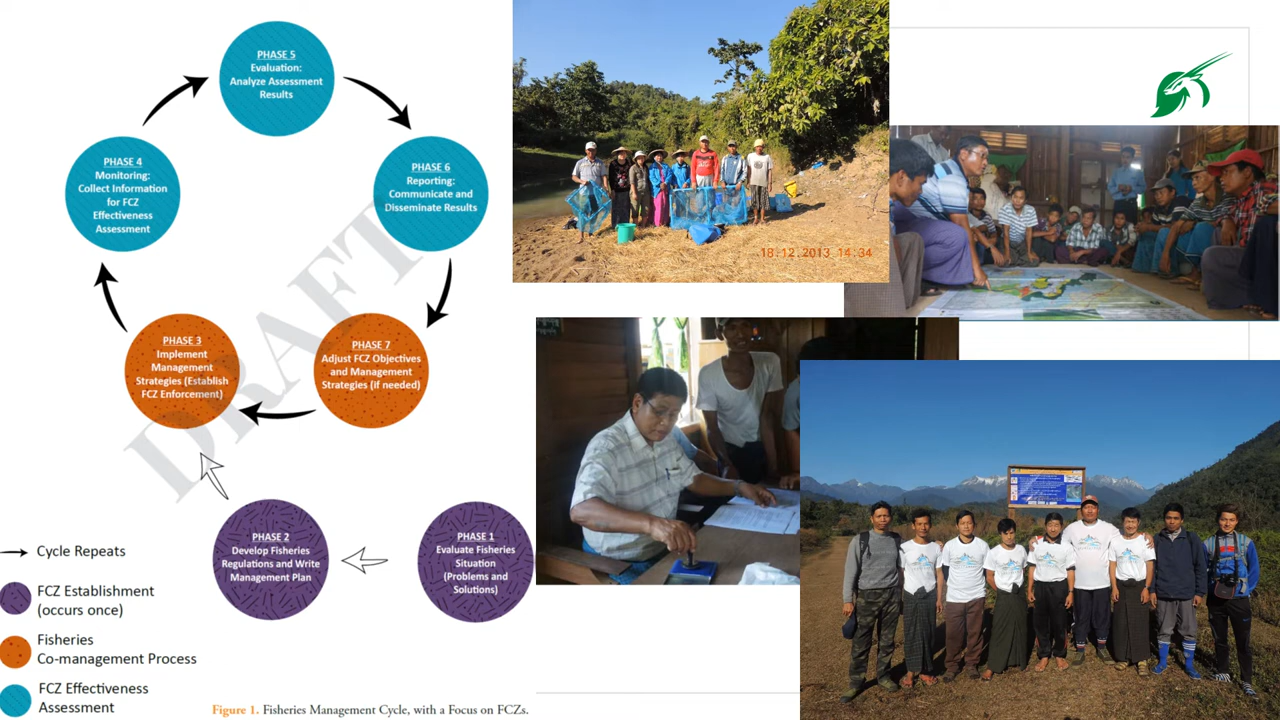 PHASE 5
Evaluation:
Analyze Assessment
Results
PHASE 4
Monitoring:
Collect Information
for FCZ
Effectiveness
Assessment
PHASE 6
Reporting:
Communicate and
Disseminate Results
DRAFT
PHASE 3
Implement
Management
Strategies (Establish
FCZ Enforcement)
PHASE 7
Adjust FCZ Objectives
and Management
Strategies (if needed)
PHASE 2
Develop Fisheries
Regulations and Write
Management Plan
PHASE 1
Evaluate Fisheries
Situation
(Problems and
Solutions)
Cycle Repeats
FCZ Establishment
(occurs once)
Fisheries
Co-management Process
FCZ Effectiveness
Assessment
Figure 1. Fisheries Management Cycle, with a Focus on FCZs.
18.12.2013 14:34